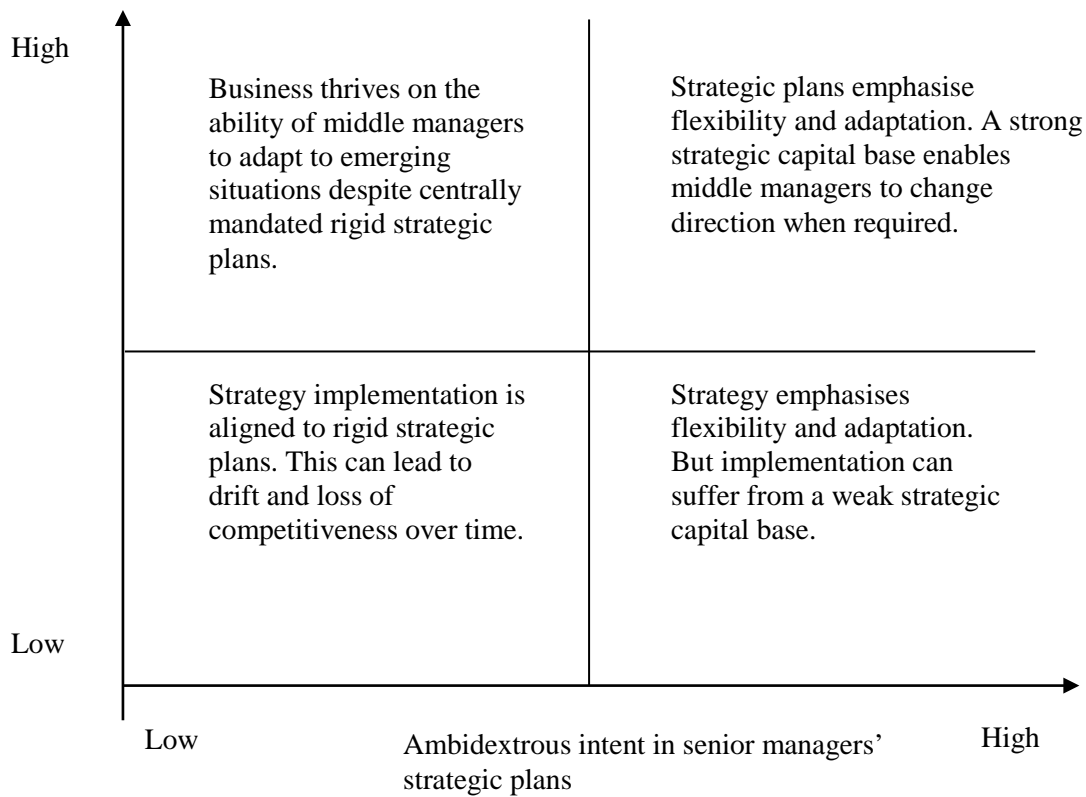 High
Business thrives on the
ability of middle managers
to adapt to emerging
situations despite centrally
mandated rigid strategic
plans.
Strategic plans emphasise
flexibility and adaptation. A strong
strategic capital base enables
middle managers to change
direction when required.
Strategy implementation is
aligned to rigid strategic
plans. This can lead to
drift and loss of
competitiveness over time.
Strategy emphasises
flexibility and adaptation.
But implementation can
suffer from a weak strategic
capital base.
Low
Low
Ambidextrous intent in senior managers’
strategic plans
High